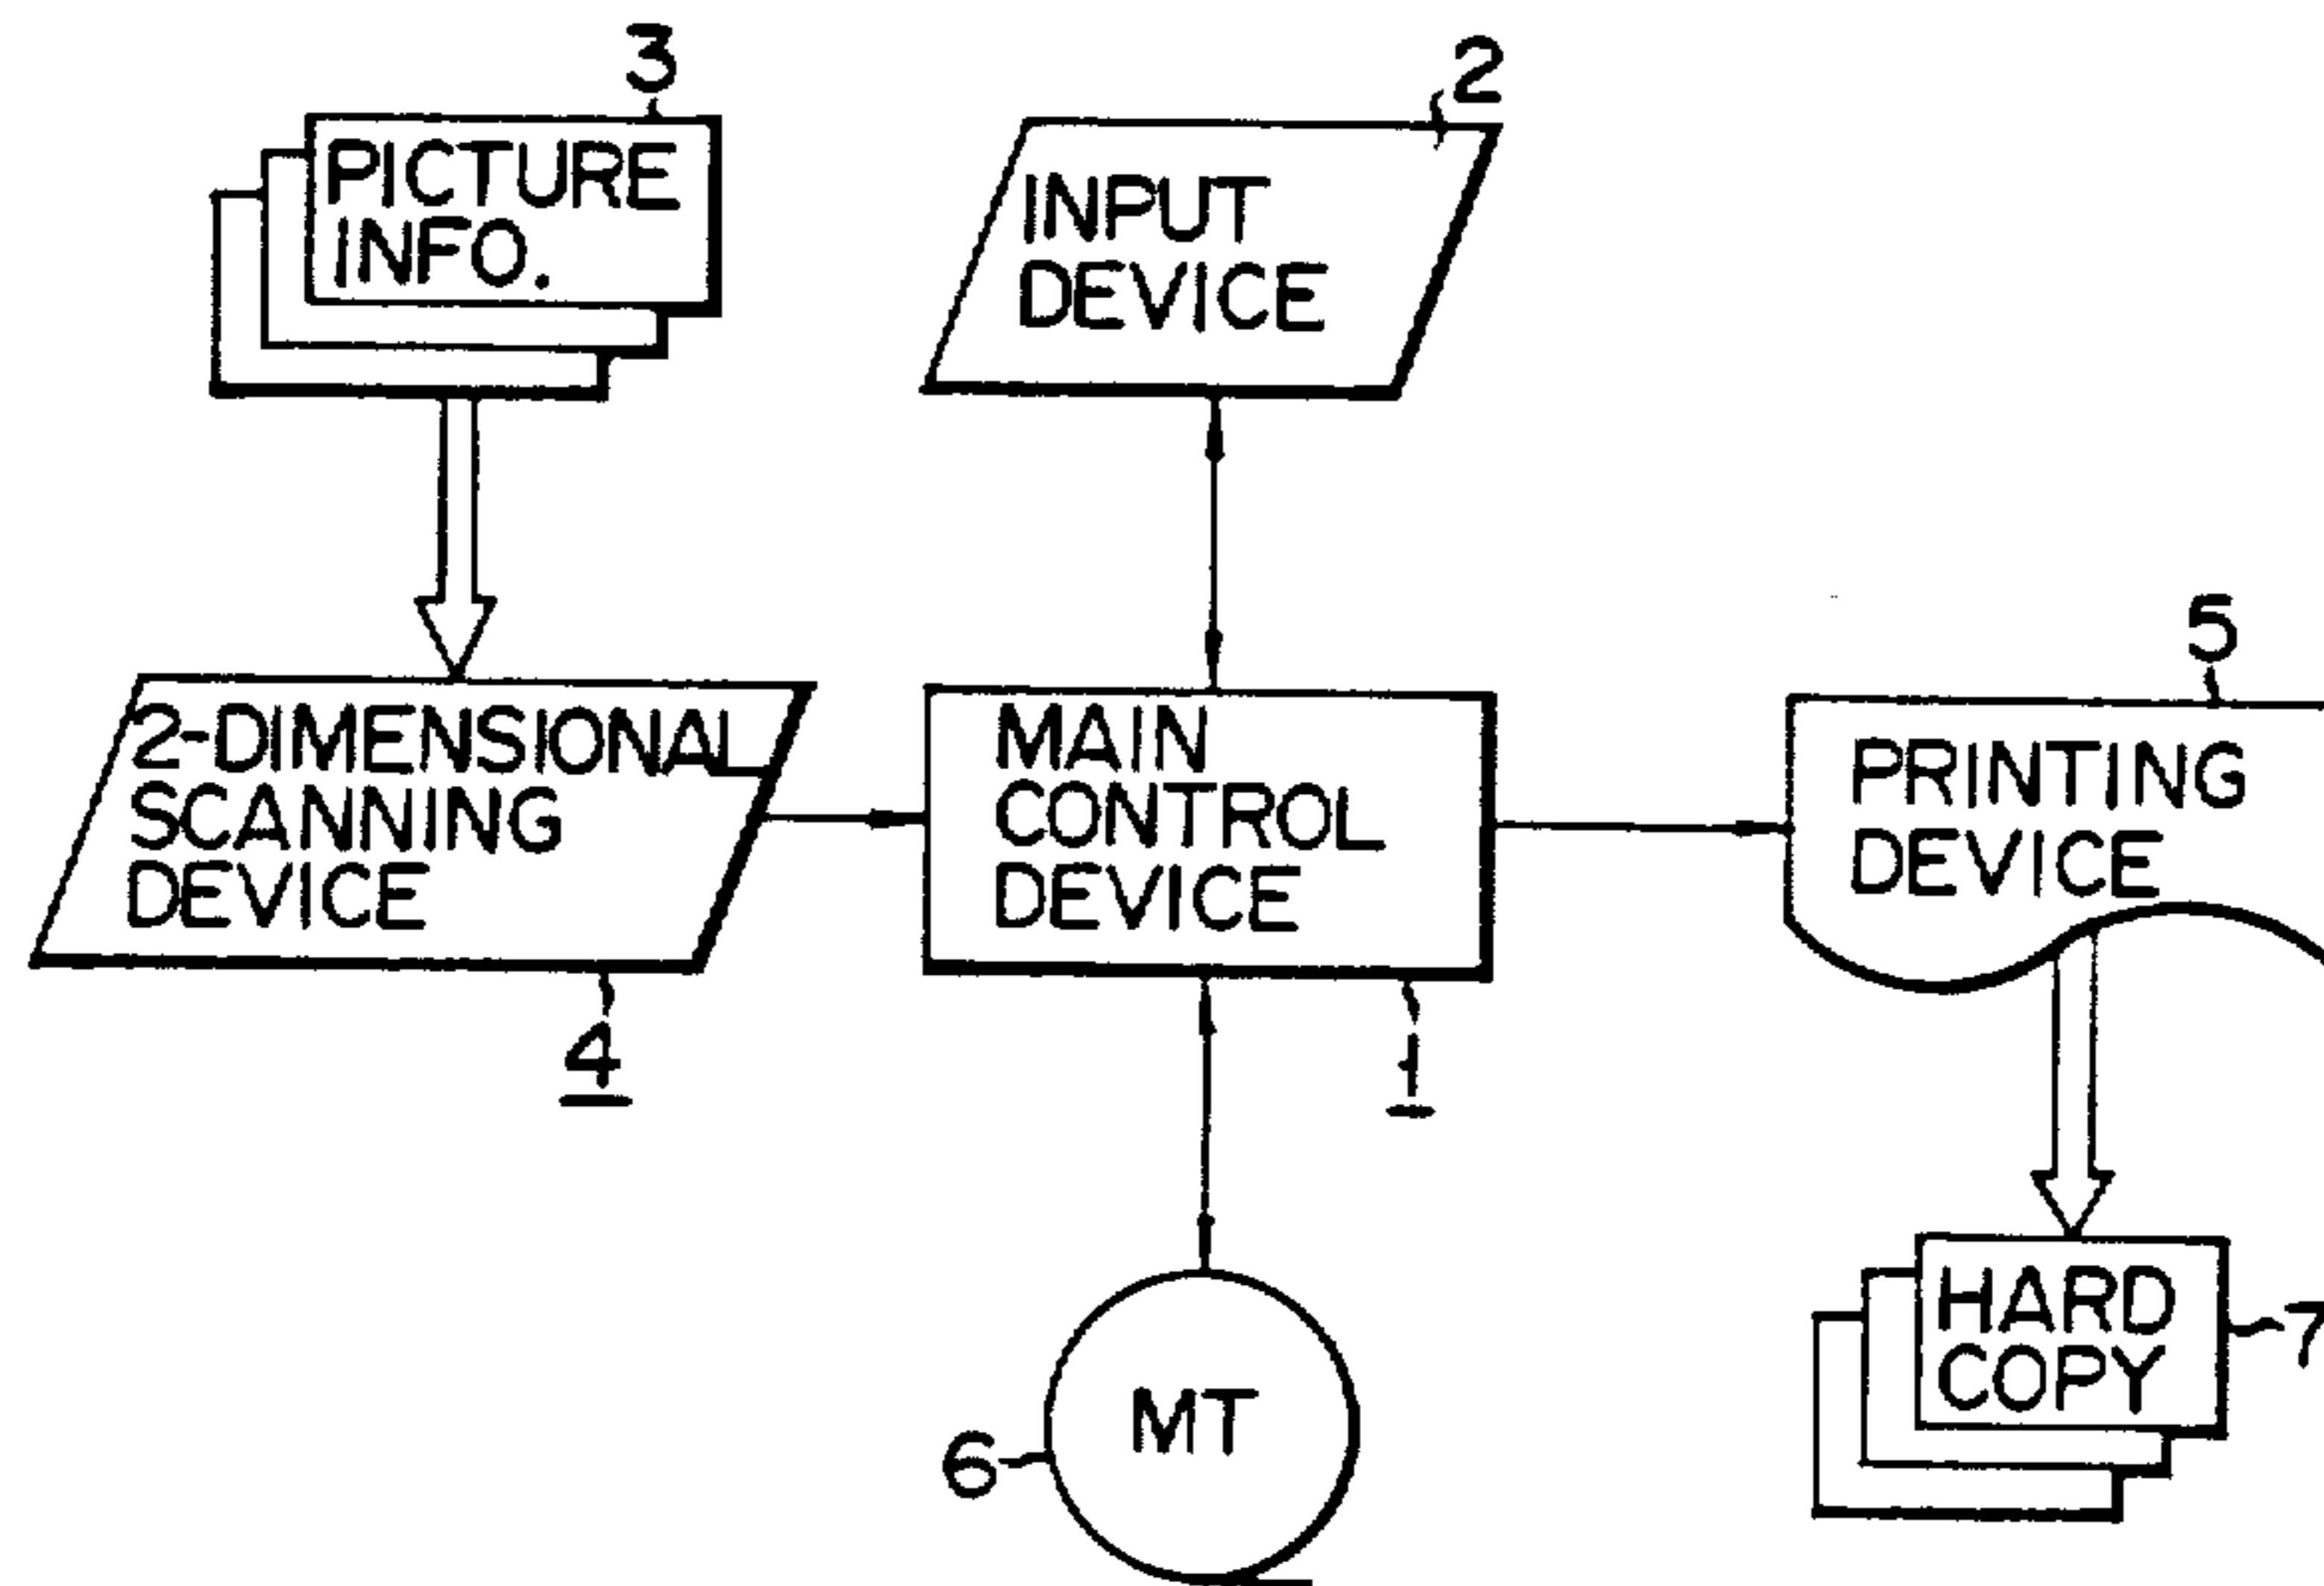 3
PICTURE
INFO.
2
INPUT
DEVICE
2-DIMENSIONAL
SCANNING
DEVICE
4
MAIN
CONTROL
DEVICE
1
5
PRINTING
DEVICE
6
MT
HARD
COPY
7